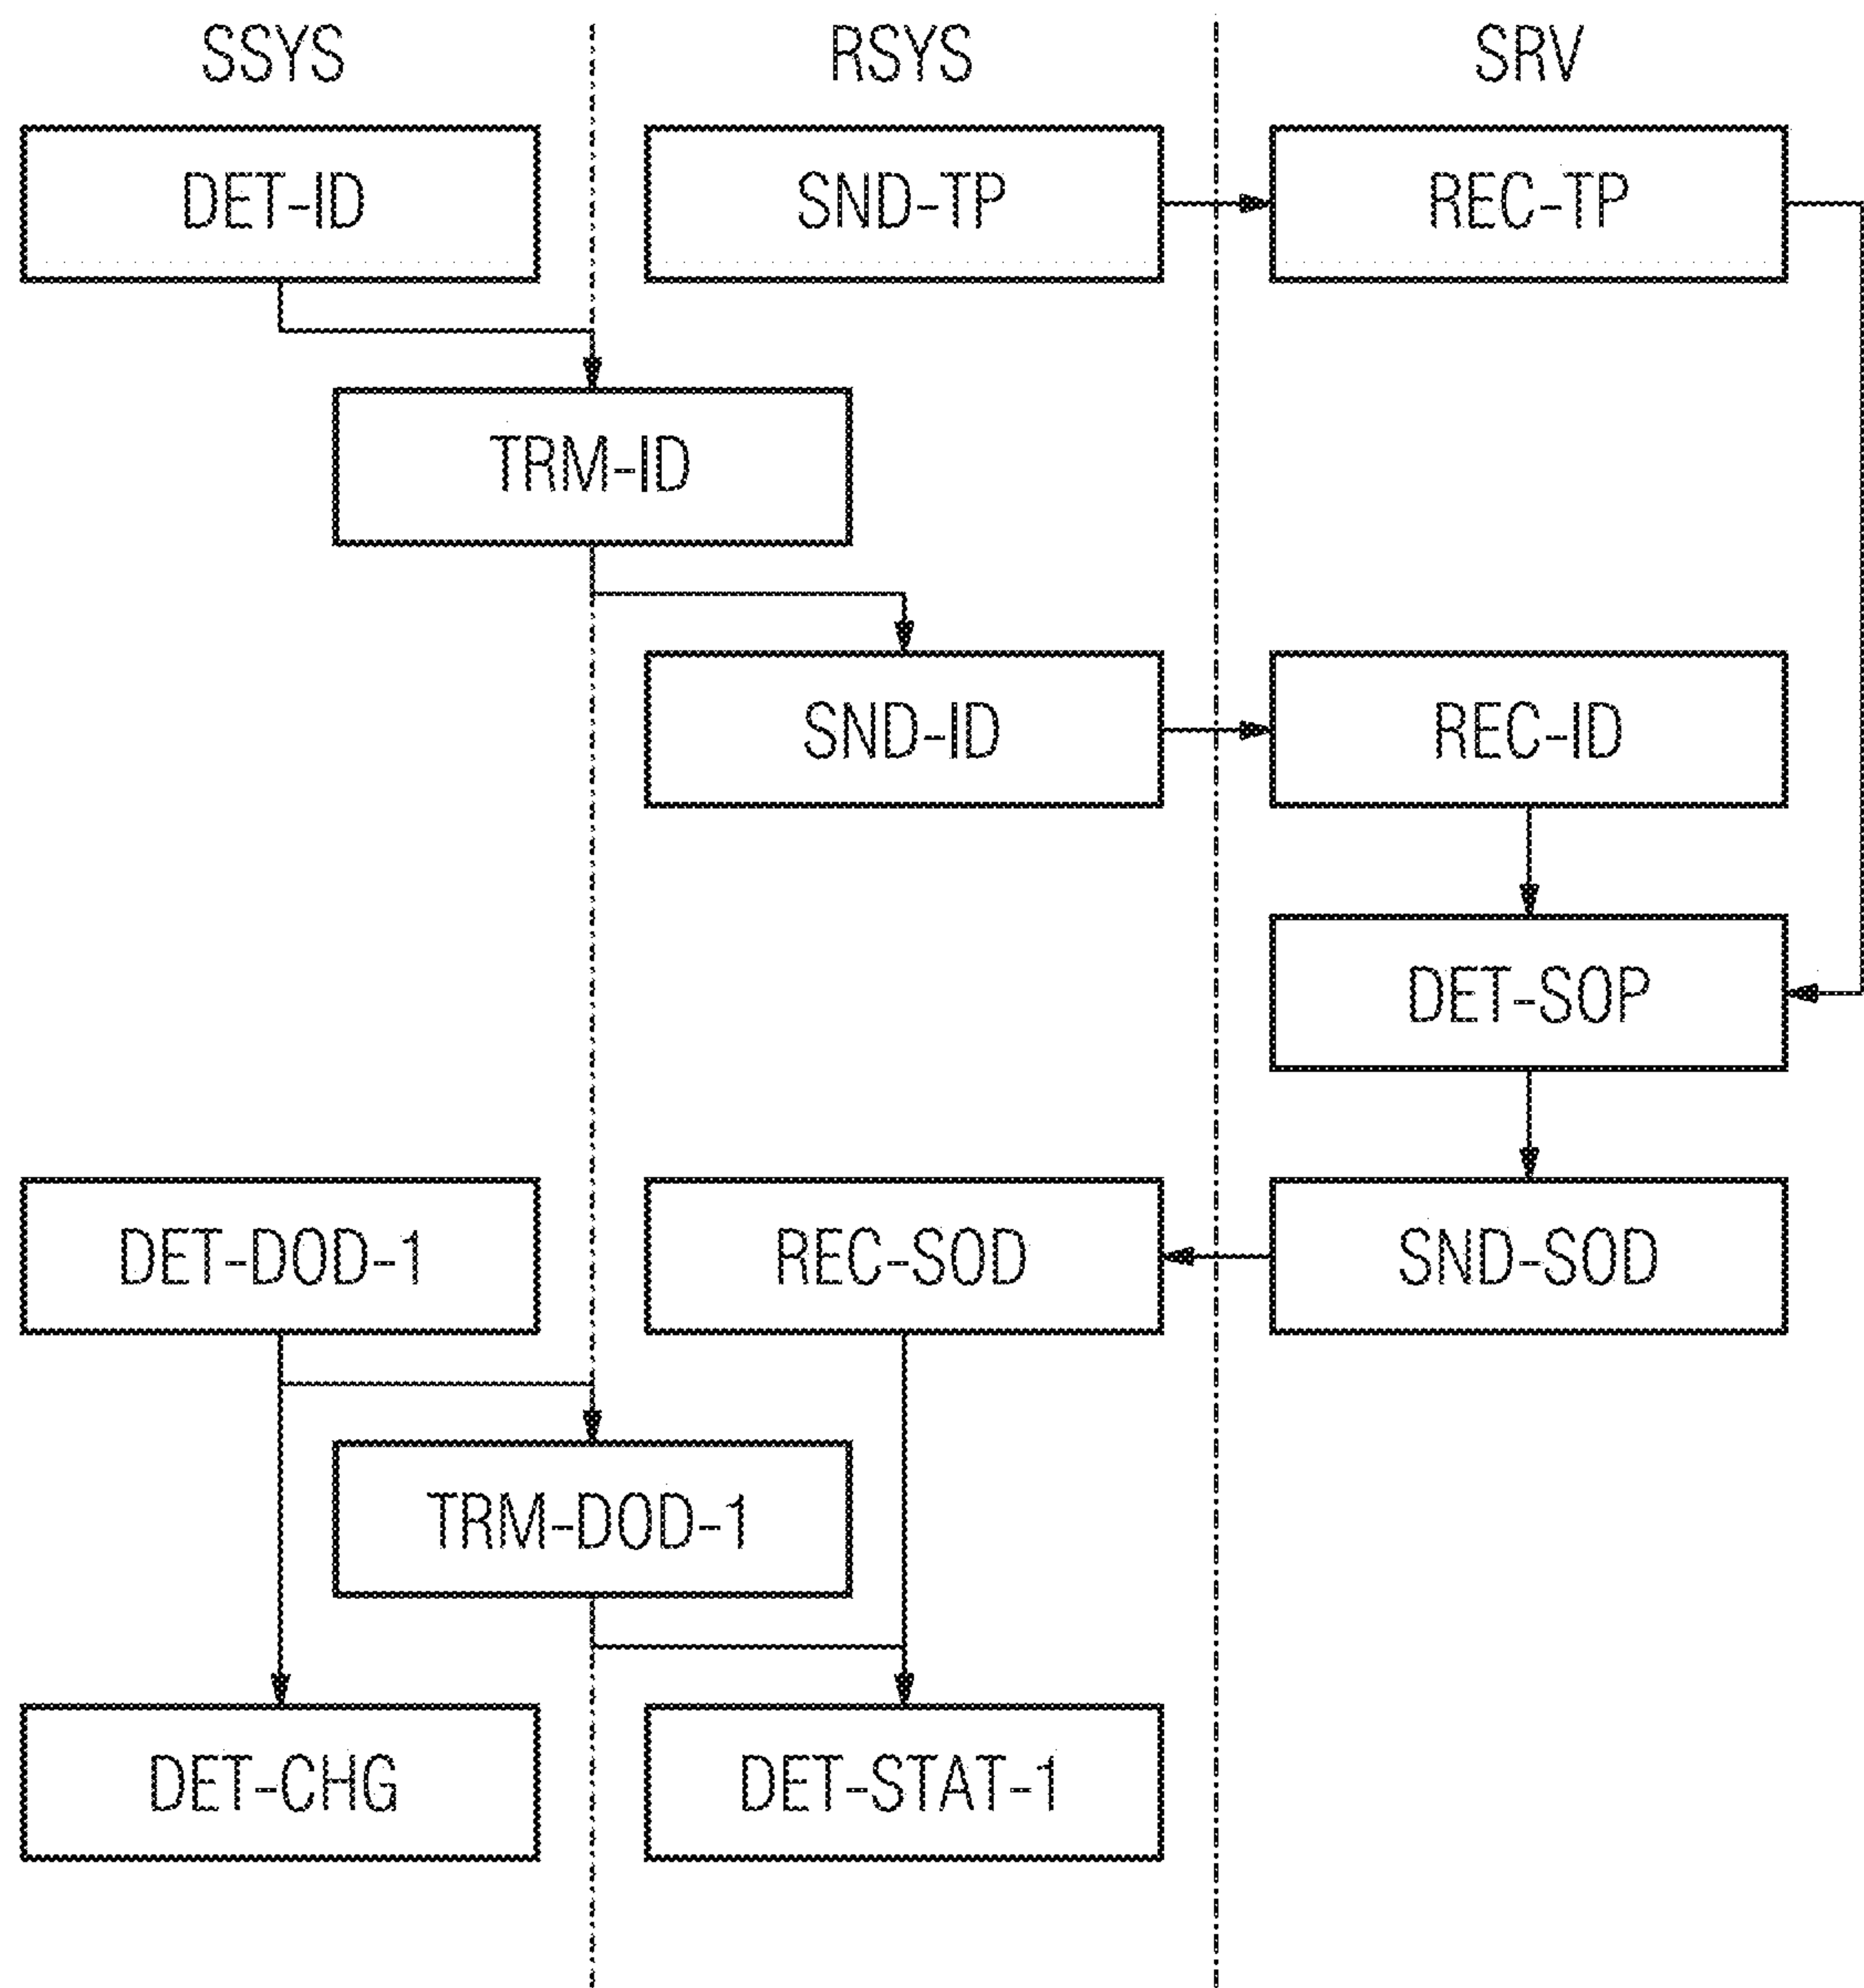 SSYS RSYS SRV
DET-ID SND-TP REC-TP
TRM-ID
SND-ID REC-ID
DET-SOP
DET-DOD-1 REC-SOD SND-SOD
TRM-DOD-1
DET-CHG DET-STAT-1